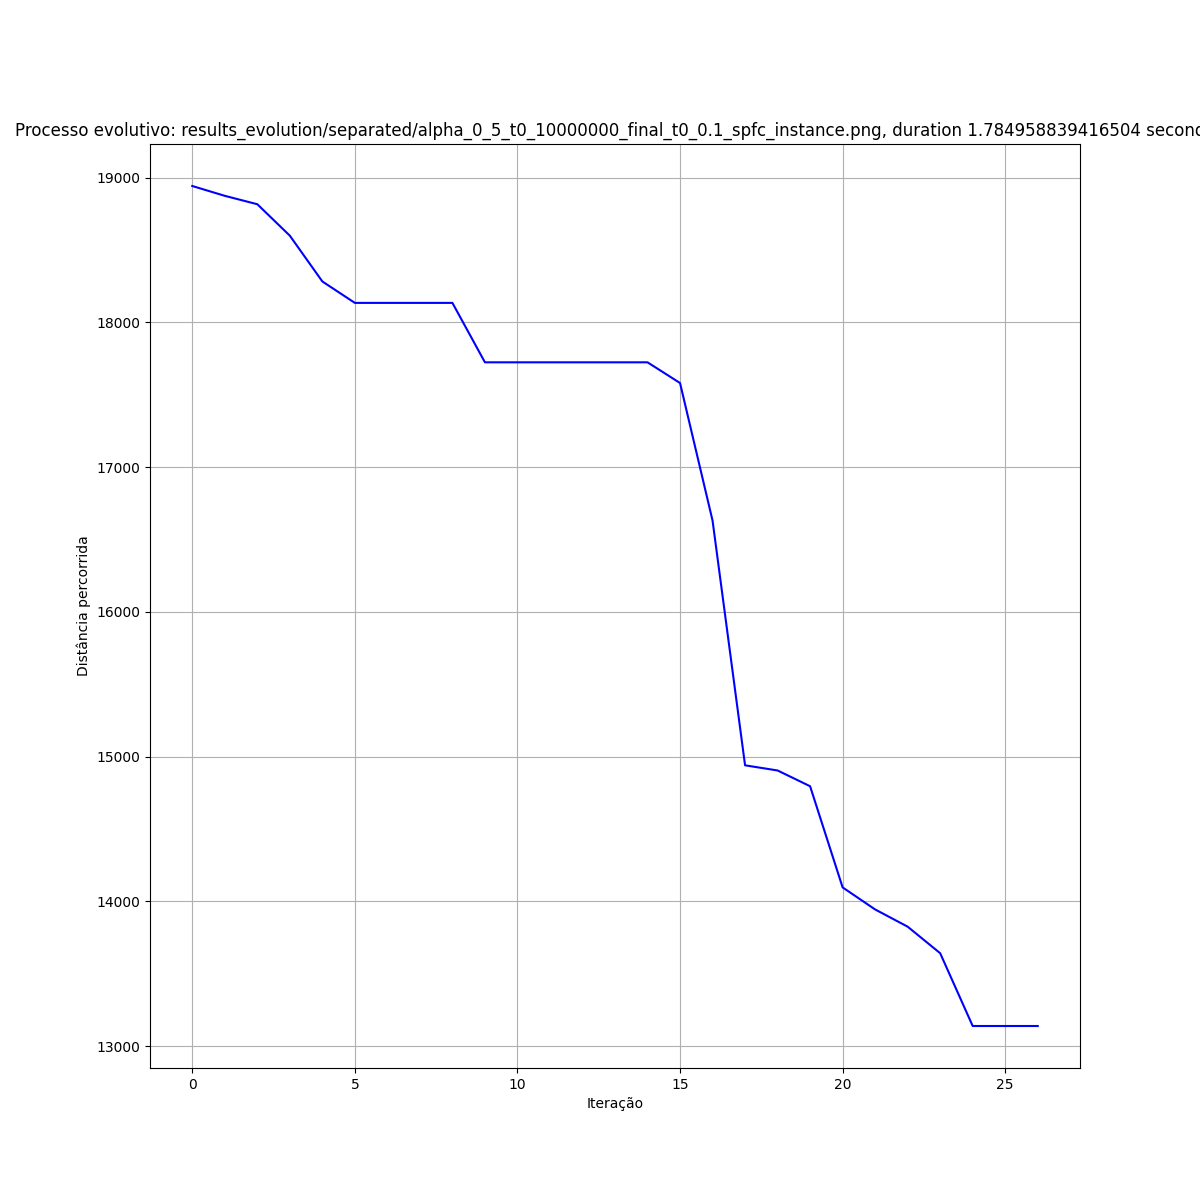 Processo evolutivo: results_evolution/separated/alpha_0_5_t0_10000000_final_t0_0.1_spfc_instance.png, duration 1.784958839416504 secon
19000
18000
17000
16000
15000
14000
13000
Distância percorrida
0 5 10 15 20 25
Iteração